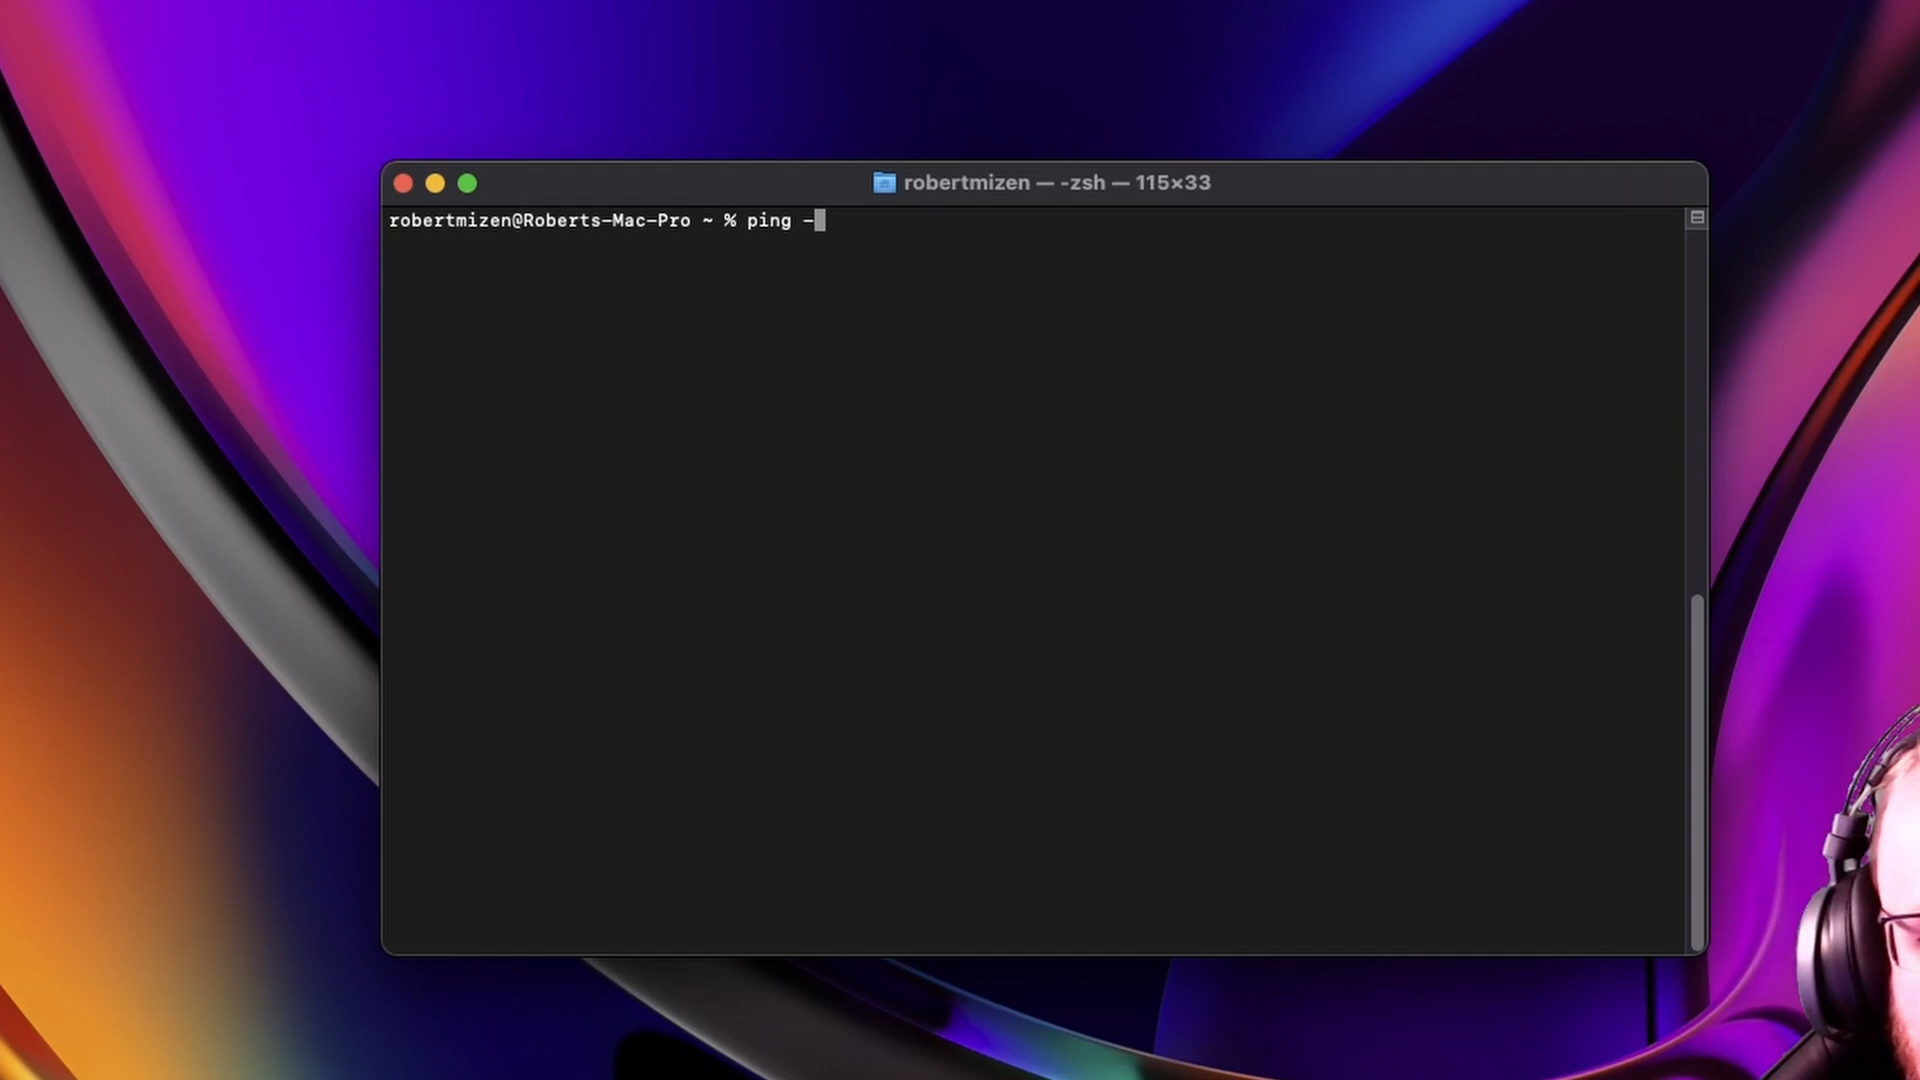 robertmizen — -zsh — 115×33
robertmizen@Roberts-Mac-Pro ~ % ping -